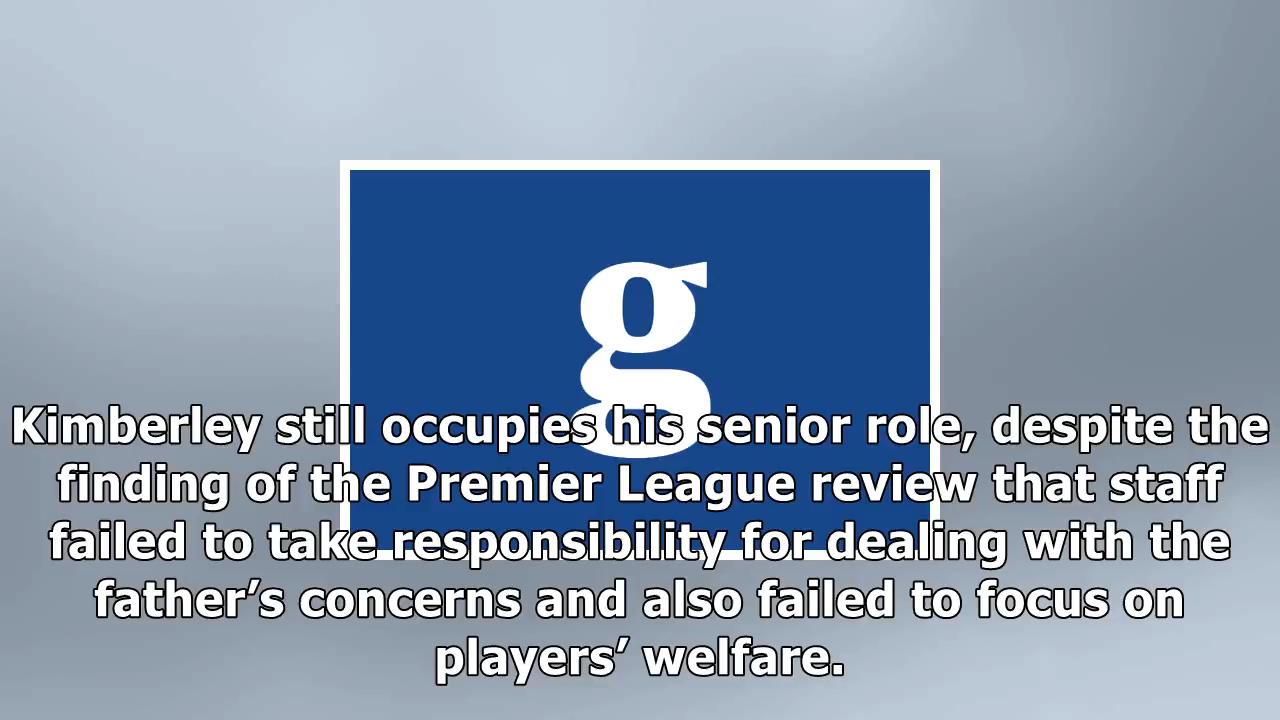 g
Kimberley still occupies his senior role, despite the
finding of the Premier League review that staff
failed to take responsibility for dealing with the
father’s concerns and also failed to focus on
players’ welfare.